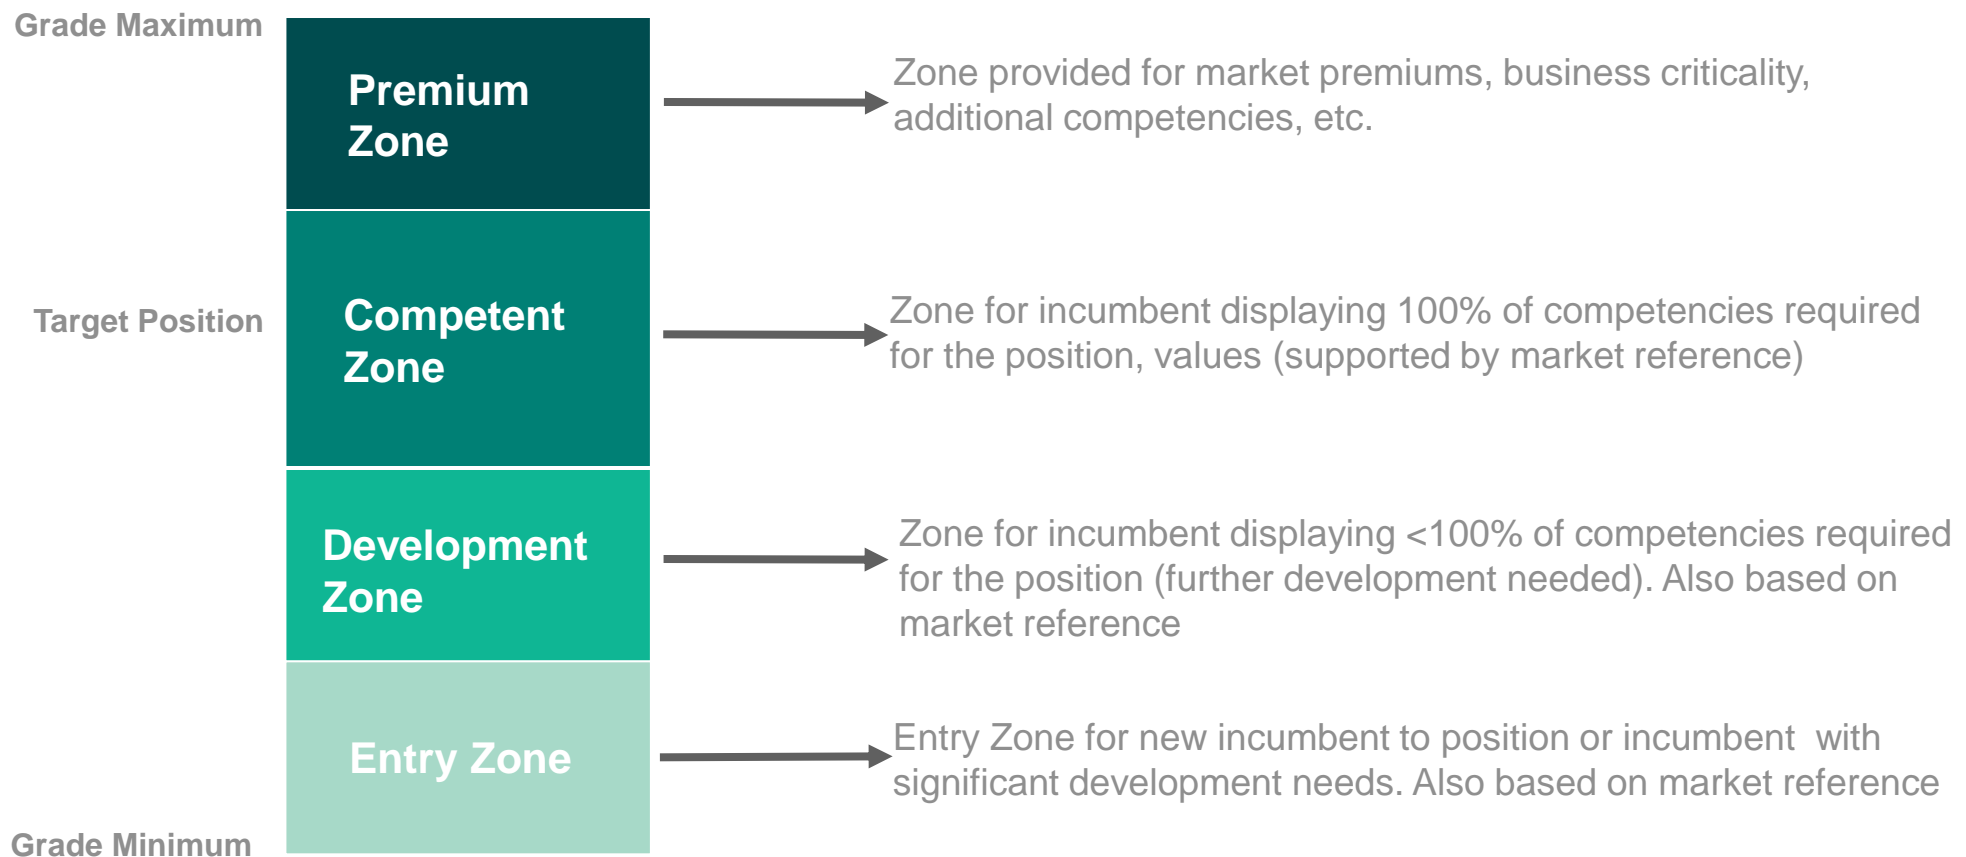 Grade Maximum
Premium
Zone
Zone provided for market premiums, business criticality,
additional competencies, etc.
Target Position
Competent
Zone
Zone for incumbent displaying 100% of competencies required
for the position, values (supported by market reference)
Development
Zone
Zone for incumbent displaying <100% of competencies required
for the position (further development needed). Also based on
market reference
Entry Zone
Entry Zone for new incumbent to position or incumbent  with
significant development needs. Also based on market reference
Grade Minimum